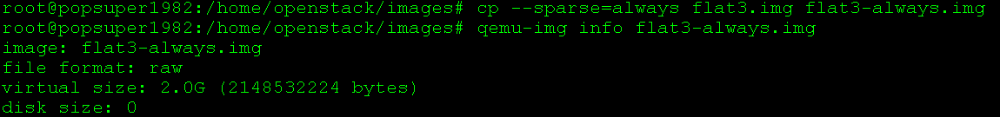 root@popsuper1982:/home/openstack/images# cp --sparse=always flat3.img flat3-always.img
root@popsuper1982:/home/openstack/images# qemu-img info flat3-always.img
image: flat3-always.img
file format: raw
virtual size: 2.0G (2148532224 bytes)
disk size: 0